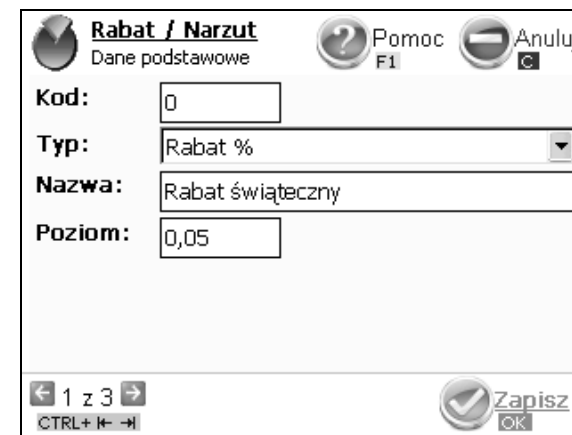 Rabat / Narzut
Dane podstawowe
Pomoc
F1
Anuluj
C
Kod: 0
Typ: Rabat %
Nazwa: Rabat świąteczny
Poziom: 0,05
1 z 3
CTRL+
Zapisz
OK